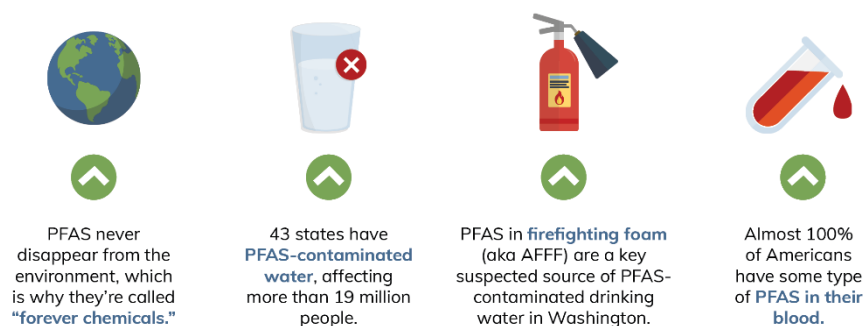 PFAS never
disappear from the
environment, which
is why they're called
“forever chemicals.”
43 states have
PFAS-contaminated
water, affecting
more than 19 million
people.
PFAS in firefighting foam
(aka AFFF) are a key
suspected source of PFAS-
contaminated drinking
water in Washington.
Almost 100%
of Americans
have some type
of PFAS in their
blood.